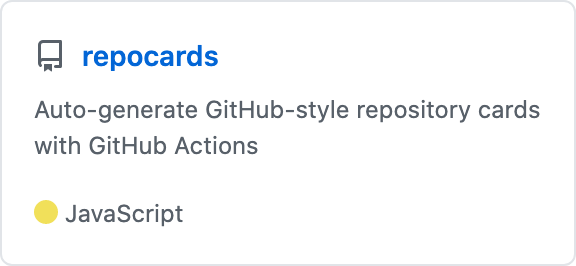 repocards
Auto-generate GitHub-style repository cards
with GitHub Actions
JavaScript